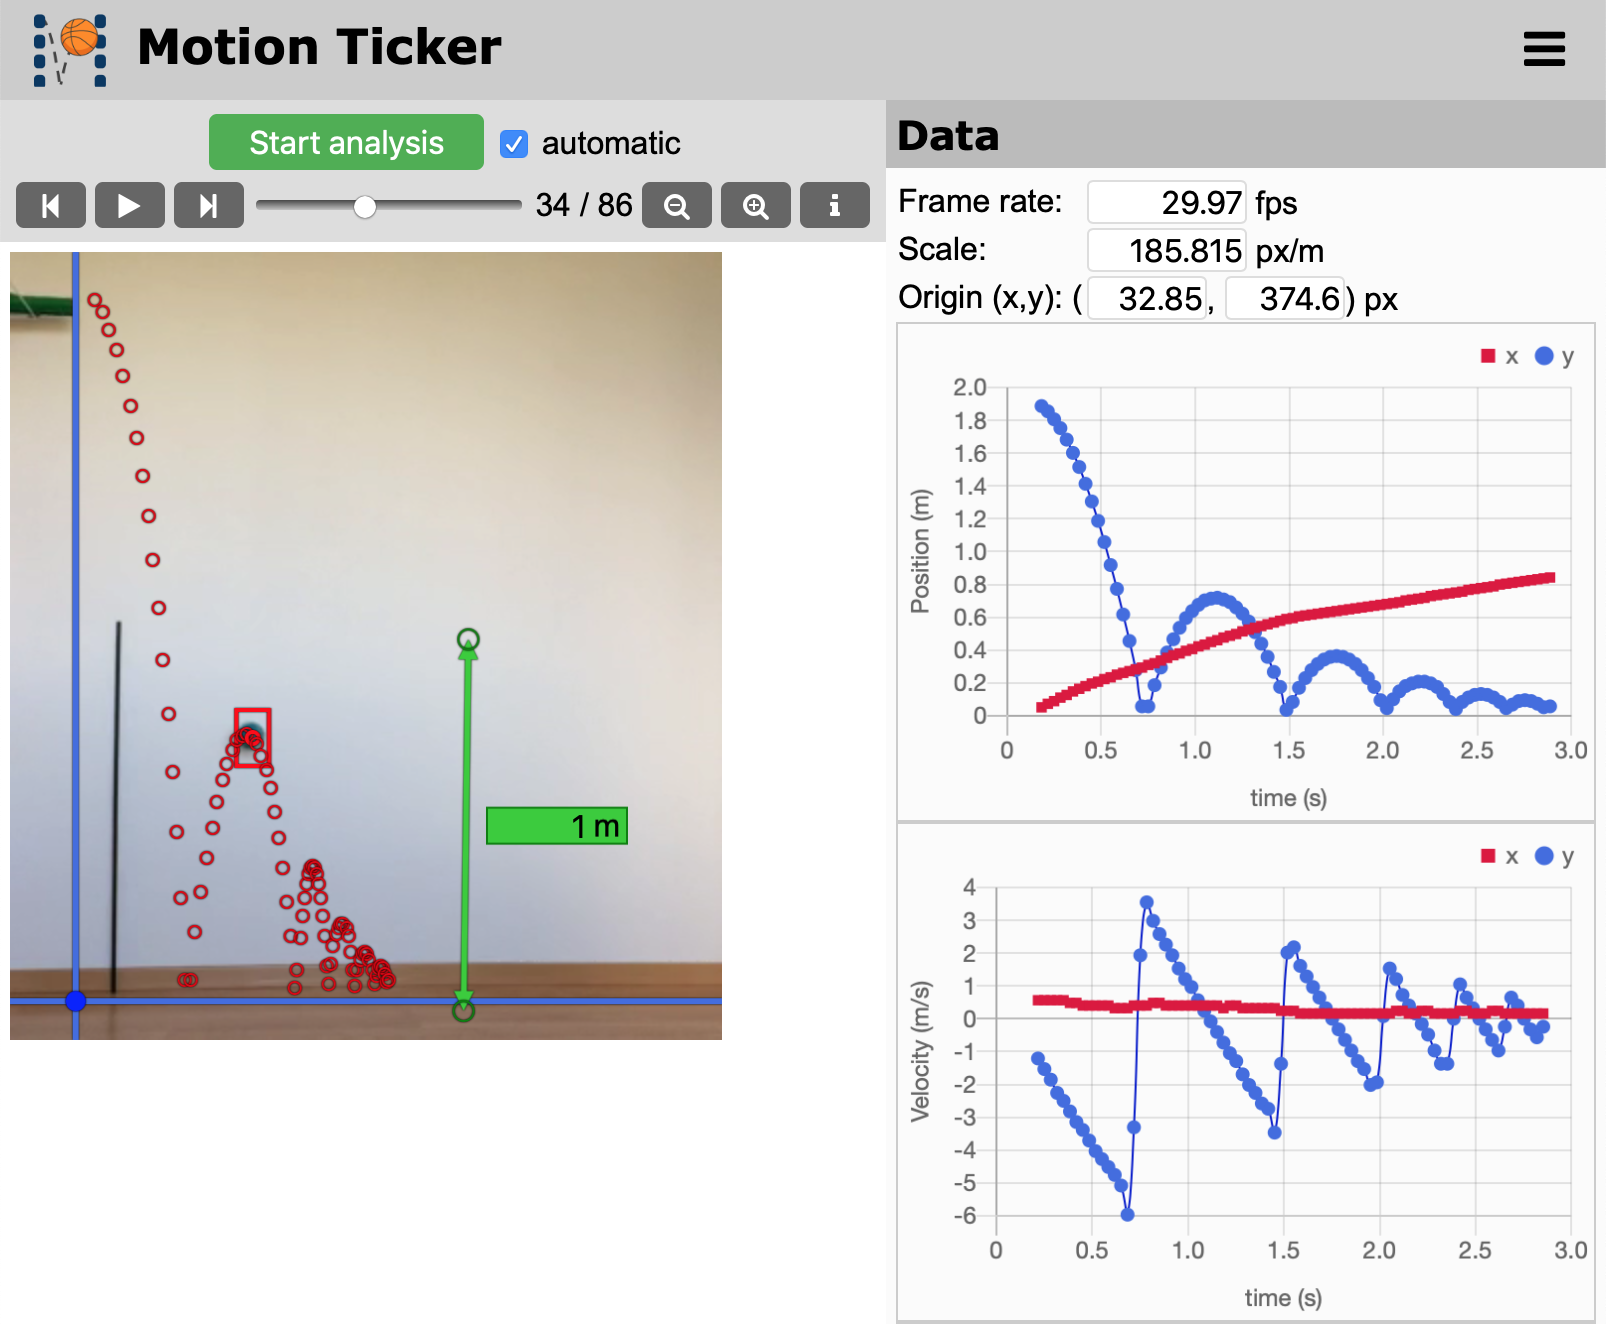 Motion Ticker
Start analysis
automatic
34 / 86
1 m
Data
Frame rate: 29.97 fps
Scale: 185.815 px/m
Origin (x,y): ( 32.85, 374.6 ) px
x y
2.0
1.8
1.6
1.4
1.2
1.0
0.8
0.6
0.4
0.2
0
Position (m)
0 0.5 1.0 1.5 2.0 2.5 3.0
time (s)
x y
4
3
2
1
0
-1
-2
-3
-4
-5
-6
Velocity (m/s)
0 0.5 1.0 1.5 2.0 2.5 3.0
time (s)